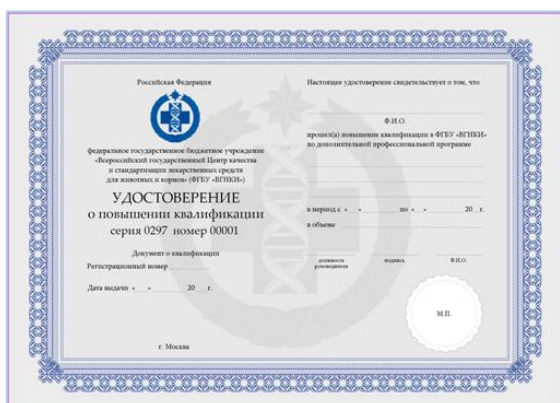 Российская Федерация
федеральное государственное бюджетное учреждение
«Всероссийский государственный Центр качества
и стандартизации лекарственных средств
для животных и кормов» (ФГБУ «ВГНКИ»)
УДОСТОВЕРЕНИЕ
о повышении квалификации
серия 0297 номер 00001
Документ о квалификации
Регистрационный номер
Дата выдачи « » 20 г.
г. Москва
Настоящее удостоверение свидетельствует о том, что
Ф.И.О.
прошел(а) повышение квалификации в ФГБУ «ВГНКИ»
по дополнительной профессиональной программе
в период с « » по « » 20 г.
в объеме
должность подпись Ф.И.О.
руководителя
М.П.